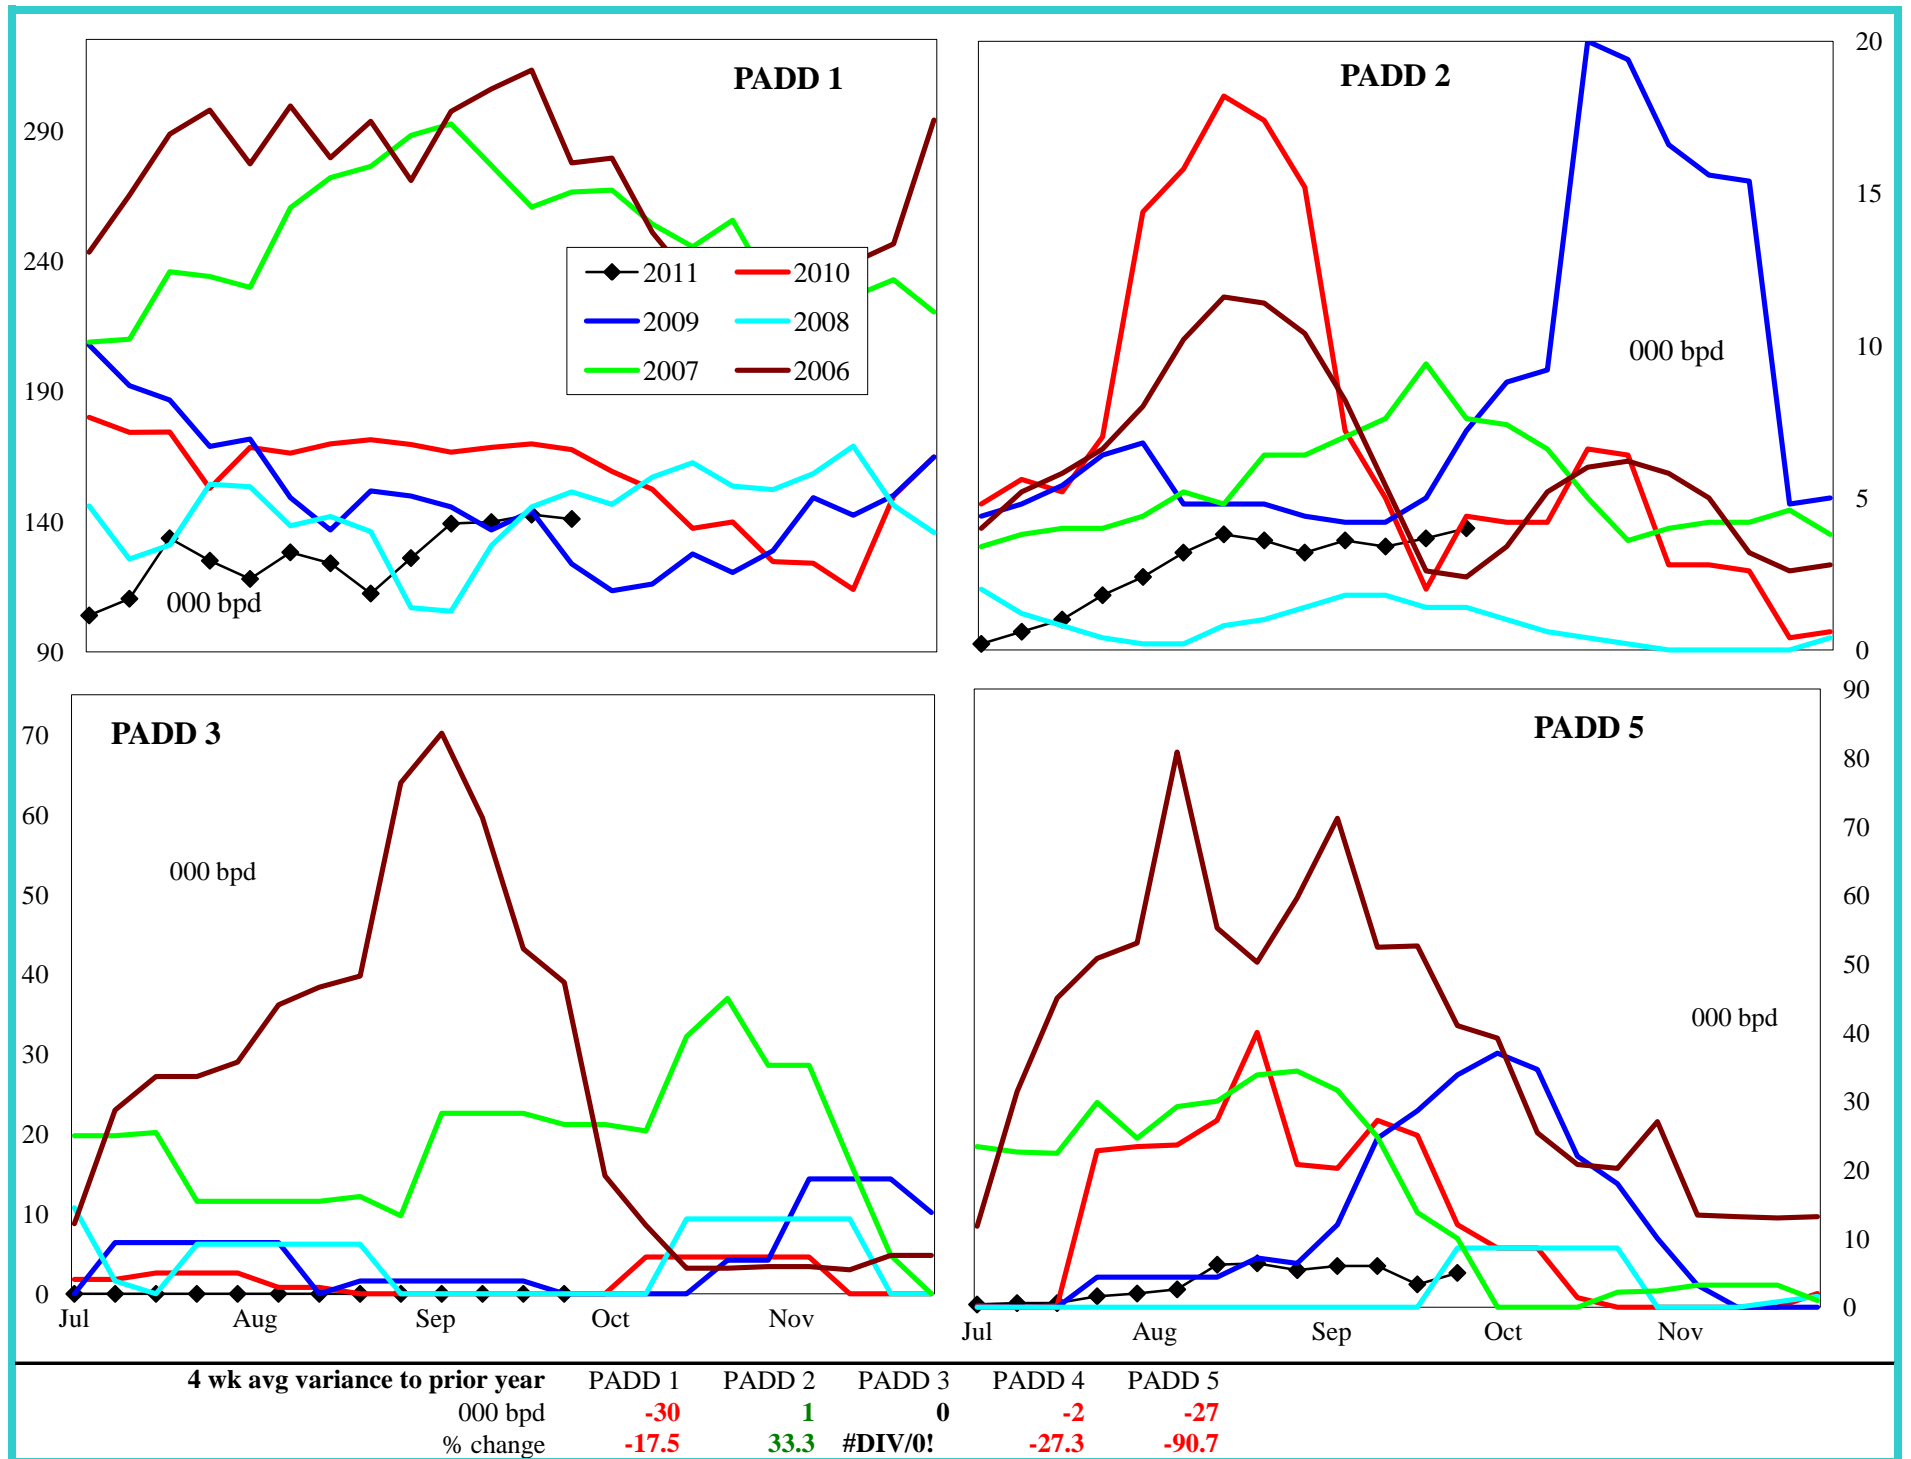 PADD 1
290
240
190
140
90
2011 2010
2009 2008
2007 2006
000 bpd
PADD 2
20
15
10
5
0
000 bpd
PADD 3
70
60
50
40
30
20
10
0
000 bpd
Jul Aug Sep Oct Nov
PADD 5
90
80
70
60
50
40
30
20
10
0
000 bpd
Jul Aug Sep Oct Nov
4 wk avg variance to prior year PADD 1 PADD 2 PADD 3 PADD 4 PADD 5
000 bpd -30 1 0 -2 -27
% change -17.5 33.3 #DIV/0! -27.3 -90.7